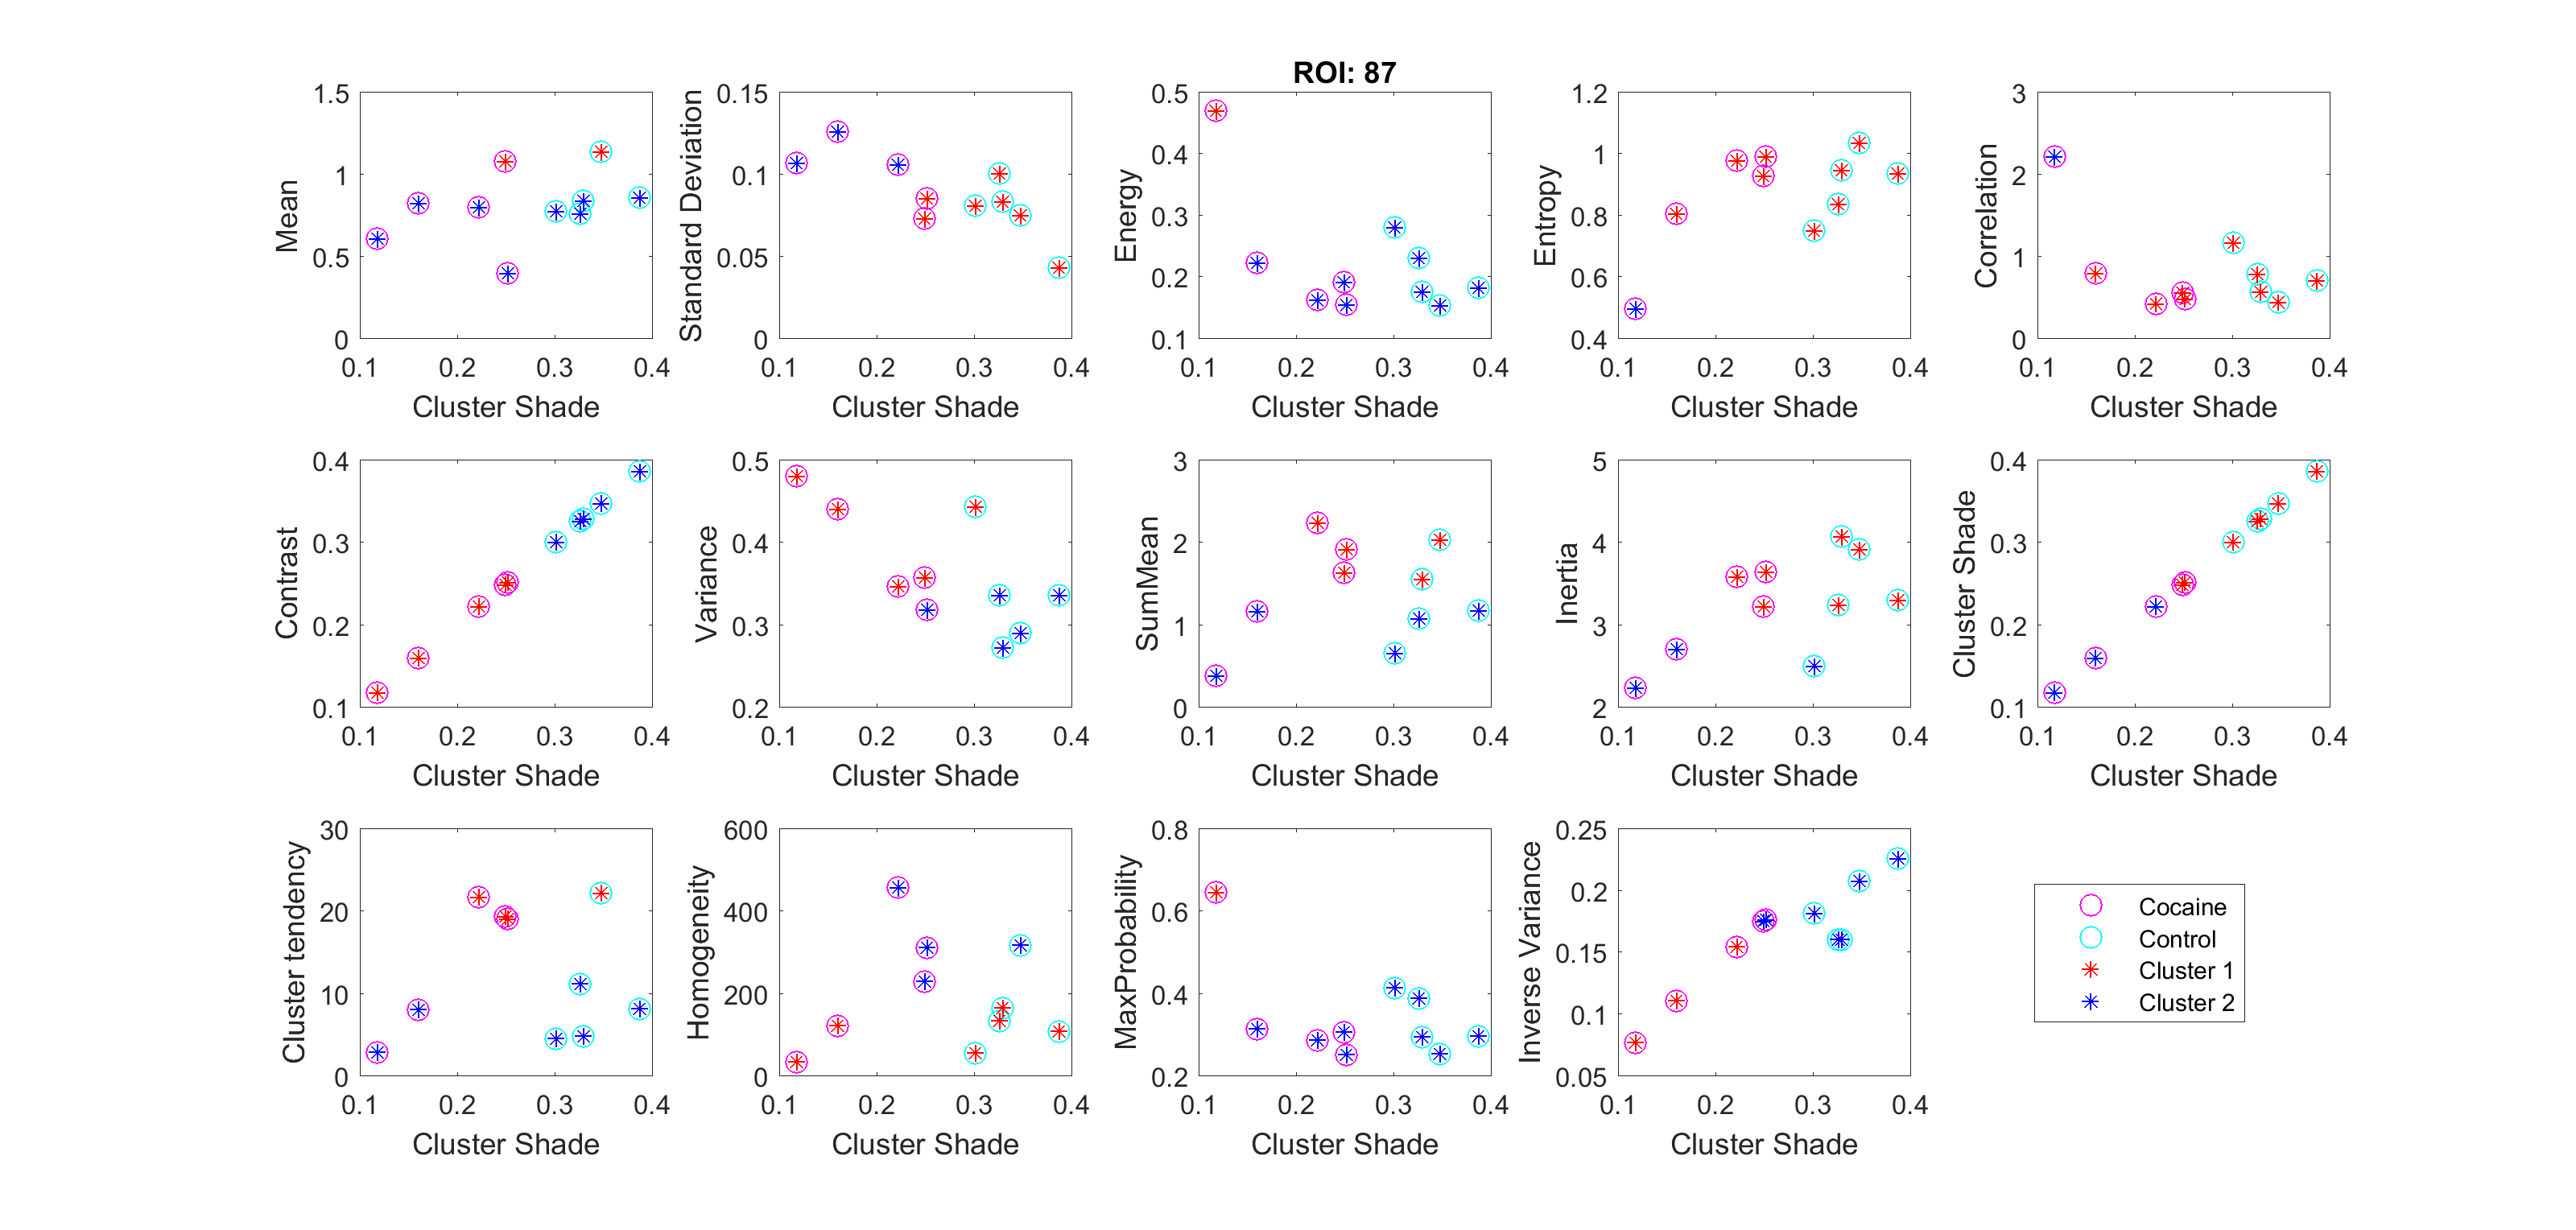 ROI: 87
Mean
1.5
1
0.5
0
0.1 0.2 0.3 0.4
Cluster Shade
Standard Deviation
0.15
0.1
0.05
0
0.1 0.2 0.3 0.4
Cluster Shade
Energy
0.5
0.4
0.3
0.2
0.1
0.1 0.2 0.3 0.4
Cluster Shade
Entropy
1.2
1
0.8
0.6
0.4
0.1 0.2 0.3 0.4
Cluster Shade
Correlation
3
2
1
0
0.1 0.2 0.3 0.4
Cluster Shade
Contrast
0.4
0.3
0.2
0.1
0.1 0.2 0.3 0.4
Cluster Shade
Variance
0.5
0.4
0.3
0.2
0.1 0.2 0.3 0.4
Cluster Shade
SumMean
3
2
1
0
0.1 0.2 0.3 0.4
Cluster Shade
Inertia
5
4
3
2
0.1 0.2 0.3 0.4
Cluster Shade
Cluster Shade
0.4
0.3
0.2
0.1
0.1 0.2 0.3 0.4
Cluster Shade
Cluster tendency
30
20
10
0
0.1 0.2 0.3 0.4
Cluster Shade
Homogeneity
600
400
200
0
0.1 0.2 0.3 0.4
Cluster Shade
MaxProbability
0.8
0.6
0.4
0.2
0.1 0.2 0.3 0.4
Cluster Shade
Inverse Variance
0.25
0.2
0.15
0.1
0.05
0.1 0.2 0.3 0.4
Cluster Shade
Cocaine
Control
Cluster 1
Cluster 2